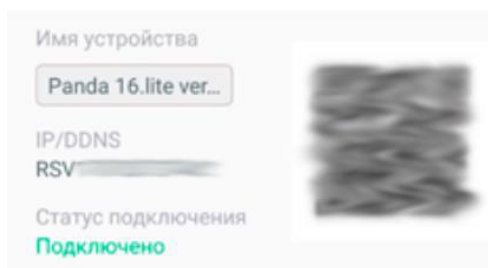 Имя устройства
Panda 16.lite ver...
IP/DDNS
RSV
Статус подключения
Подключено